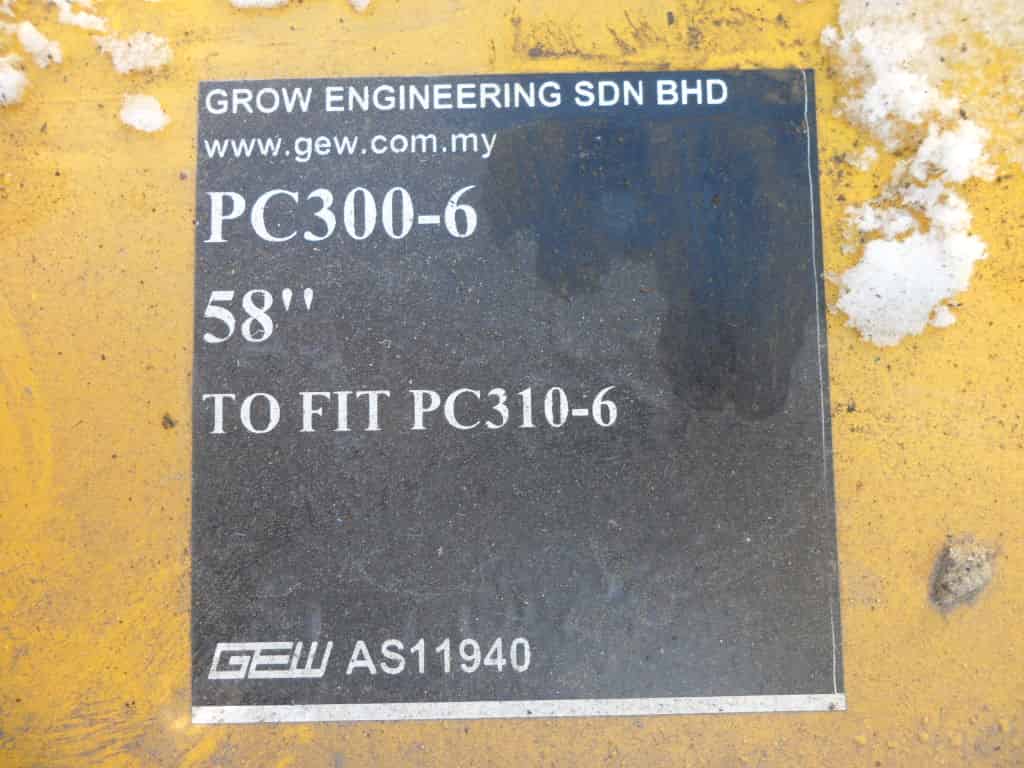 GROW ENGINEERING SDN BHD
www.gew.com.my
PC300-6
58''
TO FIT PC310-6
GEW AS11940